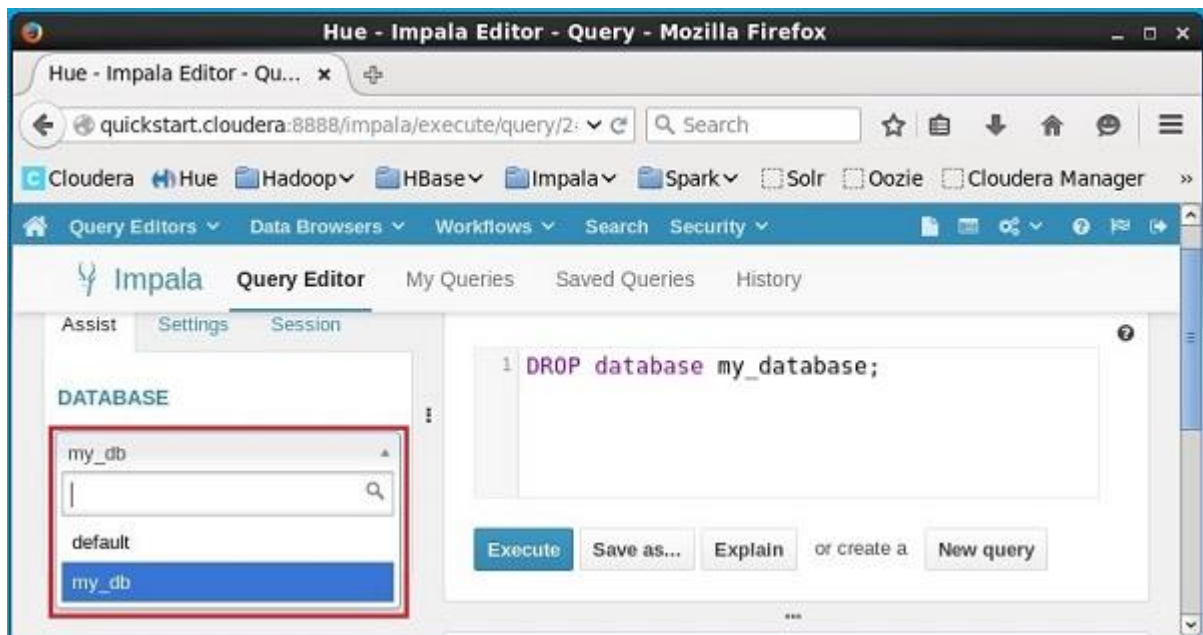 Hue - Impala Editor - Query - Mozilla Firefox
Hue - Impala Editor - Qu...
quickstart.cloudera:8888/impala/execute/query/2 Search
Cloudera Hue Hadoop HBase Impala Spark Solr Oozie Cloudera Manager »
Query Editors Data Browsers Workflows Search Security
Impala Query Editor My Queries Saved Queries History
Assist Settings Session
1 DROP database my_database;
DATABASE
my_db
default
my_db
Execute Save as... Explain or create a New query
...